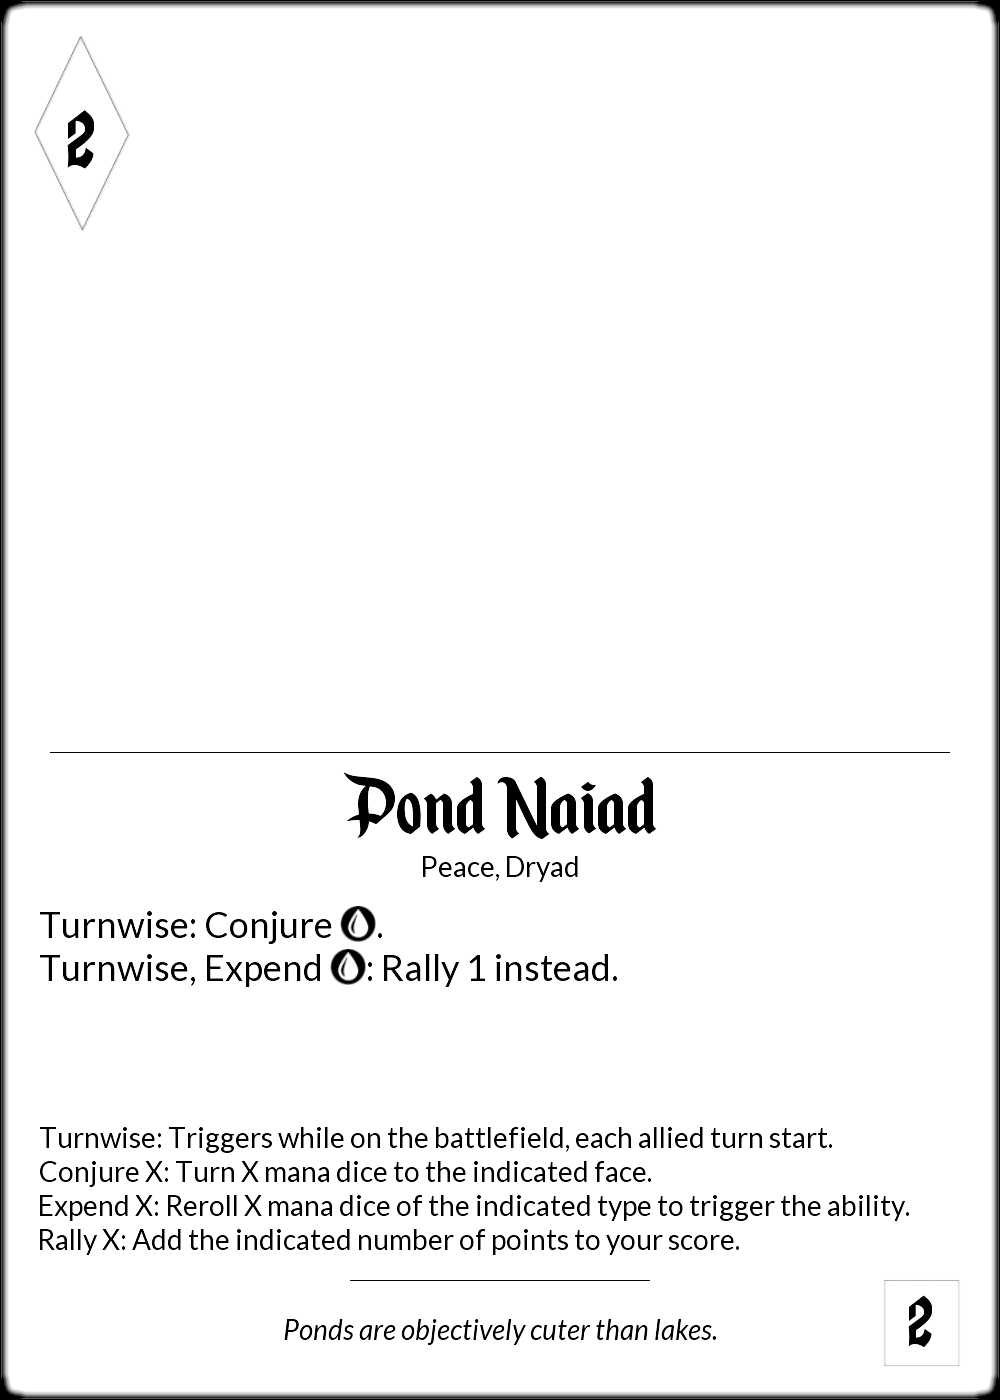 2
Pond Naiad
Peace, Dryad
Turnwise: Conjure .
Turnwise, Expend : Rally 1 instead.
Turnwise: Triggers while on the battlefield, each allied turn start.
Conjure X: Turn X mana dice to the indicated face.
Expend X: Reroll X mana dice of the indicated type to trigger the ability.
Rally X: Add the indicated number of points to your score.
Ponds are objectively cuter than lakes.
2